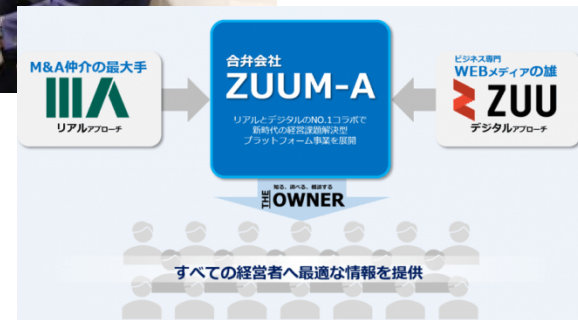 M&A仲介の最大手
リアルアプローチ
合弁会社
ZUUM-A
リアルとデジタルのNO.1コラボで
新時代の経営課題解決型
プラットフォーム事業を展開
ビジネス専門
WEBメディアの雄
ZUU
デジタルアプローチ
知る、調べる、相談する
THE OWNER
すべての経営者へ最適な情報を提供